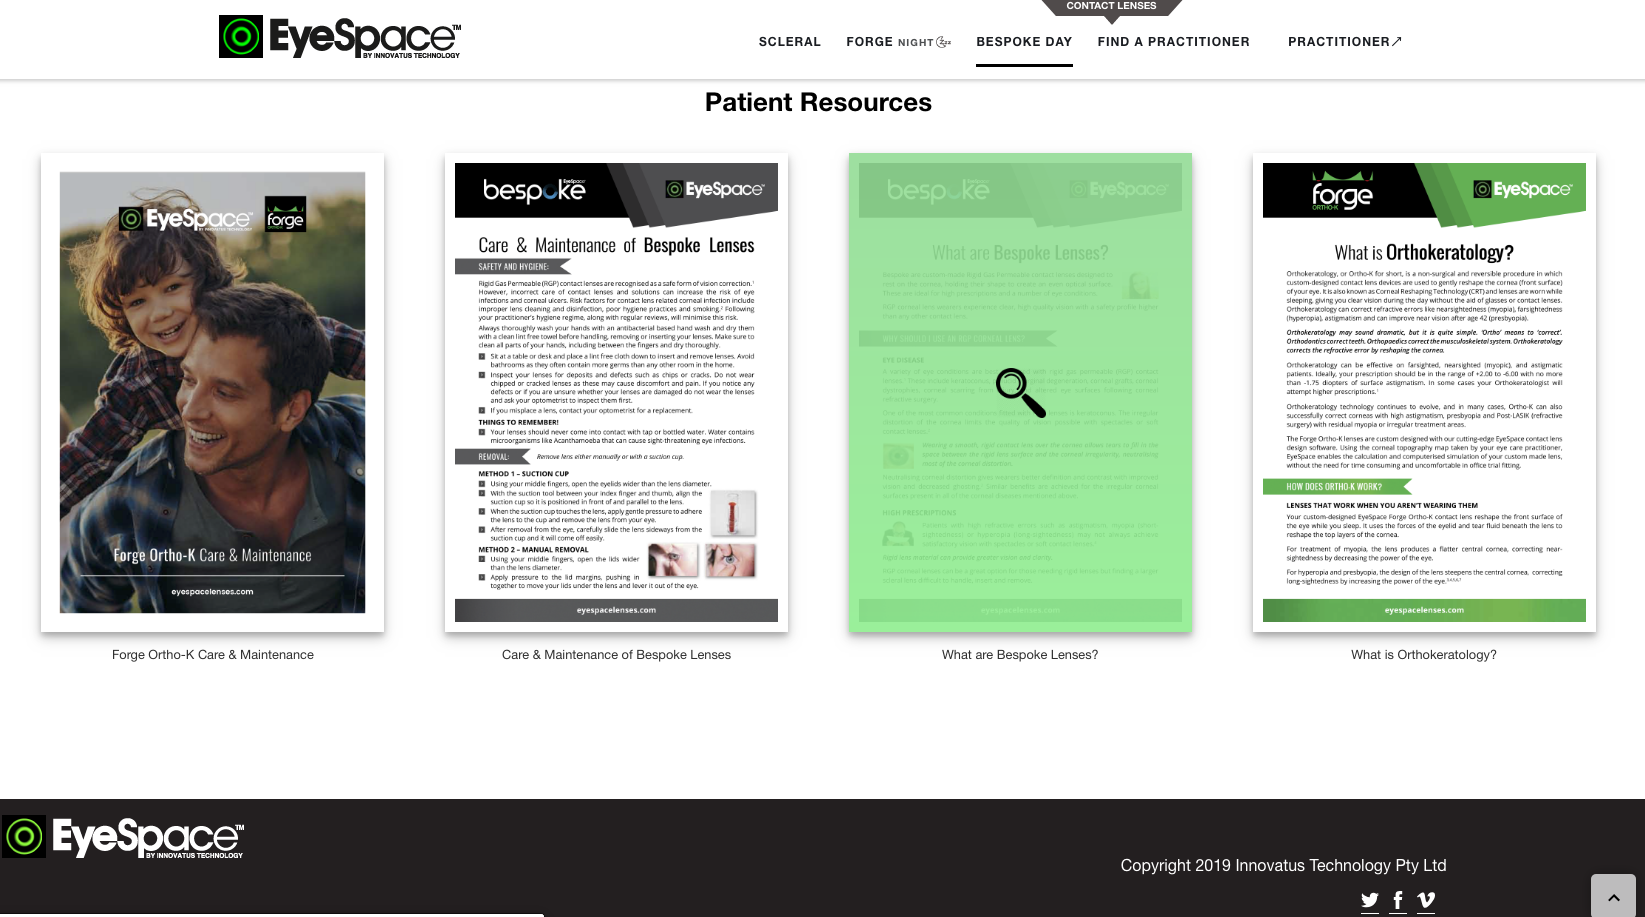 CONTACT LENSES
EyeSpace™
BY INNOVATUS TECHNOLOGY
SCLERAL
FORGE NIGHT
BESPOKE DAY
FIND A PRACTITIONER
PRACTITIONER
Patient Resources
EyeSpace™
BY INNOVATUS TECHNOLOGY
forge
ORTHO-K
Forge Ortho-K Care & Maintenance
eyespacelenses.com
Forge Ortho-K Care & Maintenance
bespoke
EyeSpace
EyeSpace™
Care & Maintenance of Bespoke Lenses
SAFETY AND HYGIENE:
Rigid Gas Permeable (RGP) contact lenses are recognised as a safe form of vision correction.¹
However, incorrect care of contact lenses and solutions can increase the risk of eye
infections and corneal ulcers. Risk factors for contact lens related corneal infection include
improper lens cleaning and disinfection, poor hygiene practices and smoking.² Following
your practitioner's hygiene regime, along with regular reviews, will minimise this risk.
Always thoroughly wash your hands with an antibacterial based hand wash and dry them
with a clean lint free towel before handling, removing or inserting your lenses. Make sure to
clean all parts of your hands, including between the fingers and dry thoroughly.
Sit at a table or desk and place a lint free cloth down to insert and remove lenses. Avoid
bathrooms as they often contain more germs than any other room in the home.
Inspect your lenses for deposits and defects such as chips or cracks. Do not wear
chipped or cracked lenses as these may cause discomfort and pain. If you notice any
defects or if you are unsure whether your lenses are damaged do not wear the lenses
and ask your optometrist to inspect them first.
If you misplace a lens, contact your optometrist for a replacement.
THINGS TO REMEMBER!
Your lenses should never come into contact with tap or bottled water. Water contains
microorganisms like Acanthamoeba that can cause sight-threatening eye infections.
REMOVAL:
Remove lens either manually or with a suction cup.
METHOD 1 – SUCTION CUP
Using your middle fingers, open the eyelids wider than the lens diameter.
With the suction tool between your index finger and thumb, align the
suction cup so it is positioned in front of and parallel to the lens.
When the suction cup touches the lens, apply gentle pressure to adhere
the lens to the cup and remove the lens from your eye.
After removal from the eye, carefully slide the lens sideways from the
suction cup and it will come off easily.
METHOD 2 – MANUAL REMOVAL
Using your middle fingers, open the lids wider
than the lens diameter.
Apply pressure to the lid margins, pushing in
together to move your lids under the lens and lever it out of the eye.
eyespacelenses.com
Care & Maintenance of Bespoke Lenses
bespoke
EyeSpace
What are Bespoke Lenses?
WHY SHOULD I USE AN RGP CORNEAL LENS?
EYE DISEASE
HIGH PRESCRIPTIONS
eyespacelenses.com
What are Bespoke Lenses?
forge
ORTHO-K
EyeSpace™
What is Orthokeratology?
Orthokeratology, or Ortho-K for short, is a non-surgical and reversible procedure in which
custom-designed contact lens devices are used to gently reshape the cornea (front surface)
of your eye. It is also known as Corneal Reshaping Technology (CRT) and lenses are worn while
sleeping, giving you clear vision during the day without the aid of glasses or contact lenses.
Orthokeratology can correct refractive errors like nearsightedness (myopia), farsightedness
(hyperopia), astigmatism and can improve near vision after age 42 (presbyopia).
Orthokeratology may sound dramatic, but it is quite simple. 'Ortho' means to 'correct'.
Orthodontics correct teeth. Orthopaedics correct the musculoskeletal system. Orthokeratology
corrects the refractive error by reshaping the cornea.
Orthokeratology can be effective on farsighted, nearsighted (myopic), and astigmatic
patients. Ideally, your prescription should be in the range of +2.00 to -6.00 with no more
than -1.75 diopters of surface astigmatism. In some cases your Orthokeratologist will
attempt higher prescriptions.
Orthokeratology technology continues to evolve, and in many cases, Ortho-K can also
successfully correct corneas with high astigmatism, presbyopia and Post-LASIK (refractive
surgery) with residual myopia or irregular treatment areas.
The Forge Ortho-K lenses are custom designed with our cutting-edge EyeSpace contact lens
design software. Using the corneal topography map taken by your eye care practitioner,
EyeSpace enables the calculation and computerised simulation of your custom made lens,
without the need for time consuming and uncomfortable in office trial fitting.
HOW DOES ORTHO-K WORK?
LENSES THAT WORK WHEN YOU AREN'T WEARING THEM
Your custom-designed EyeSpace Forge Ortho-K contact lens reshape the front surface of
the eye while you sleep. It uses the forces of the eyelid and tear fluid beneath the lens to
reshape the top layers of the cornea.
For treatment of myopia, the lens produces a flatter central cornea, correcting near-
sightedness by decreasing the power of the eye.
For hyperopia and presbyopia, the design of the lens steepens the central cornea, correcting
long-sightedness by increasing the power of the eye.
eyespacelenses.com
What is Orthokeratology?
EyeSpace™
BY INNOVATUS TECHNOLOGY
Copyright 2019 Innovatus Technology Pty Ltd